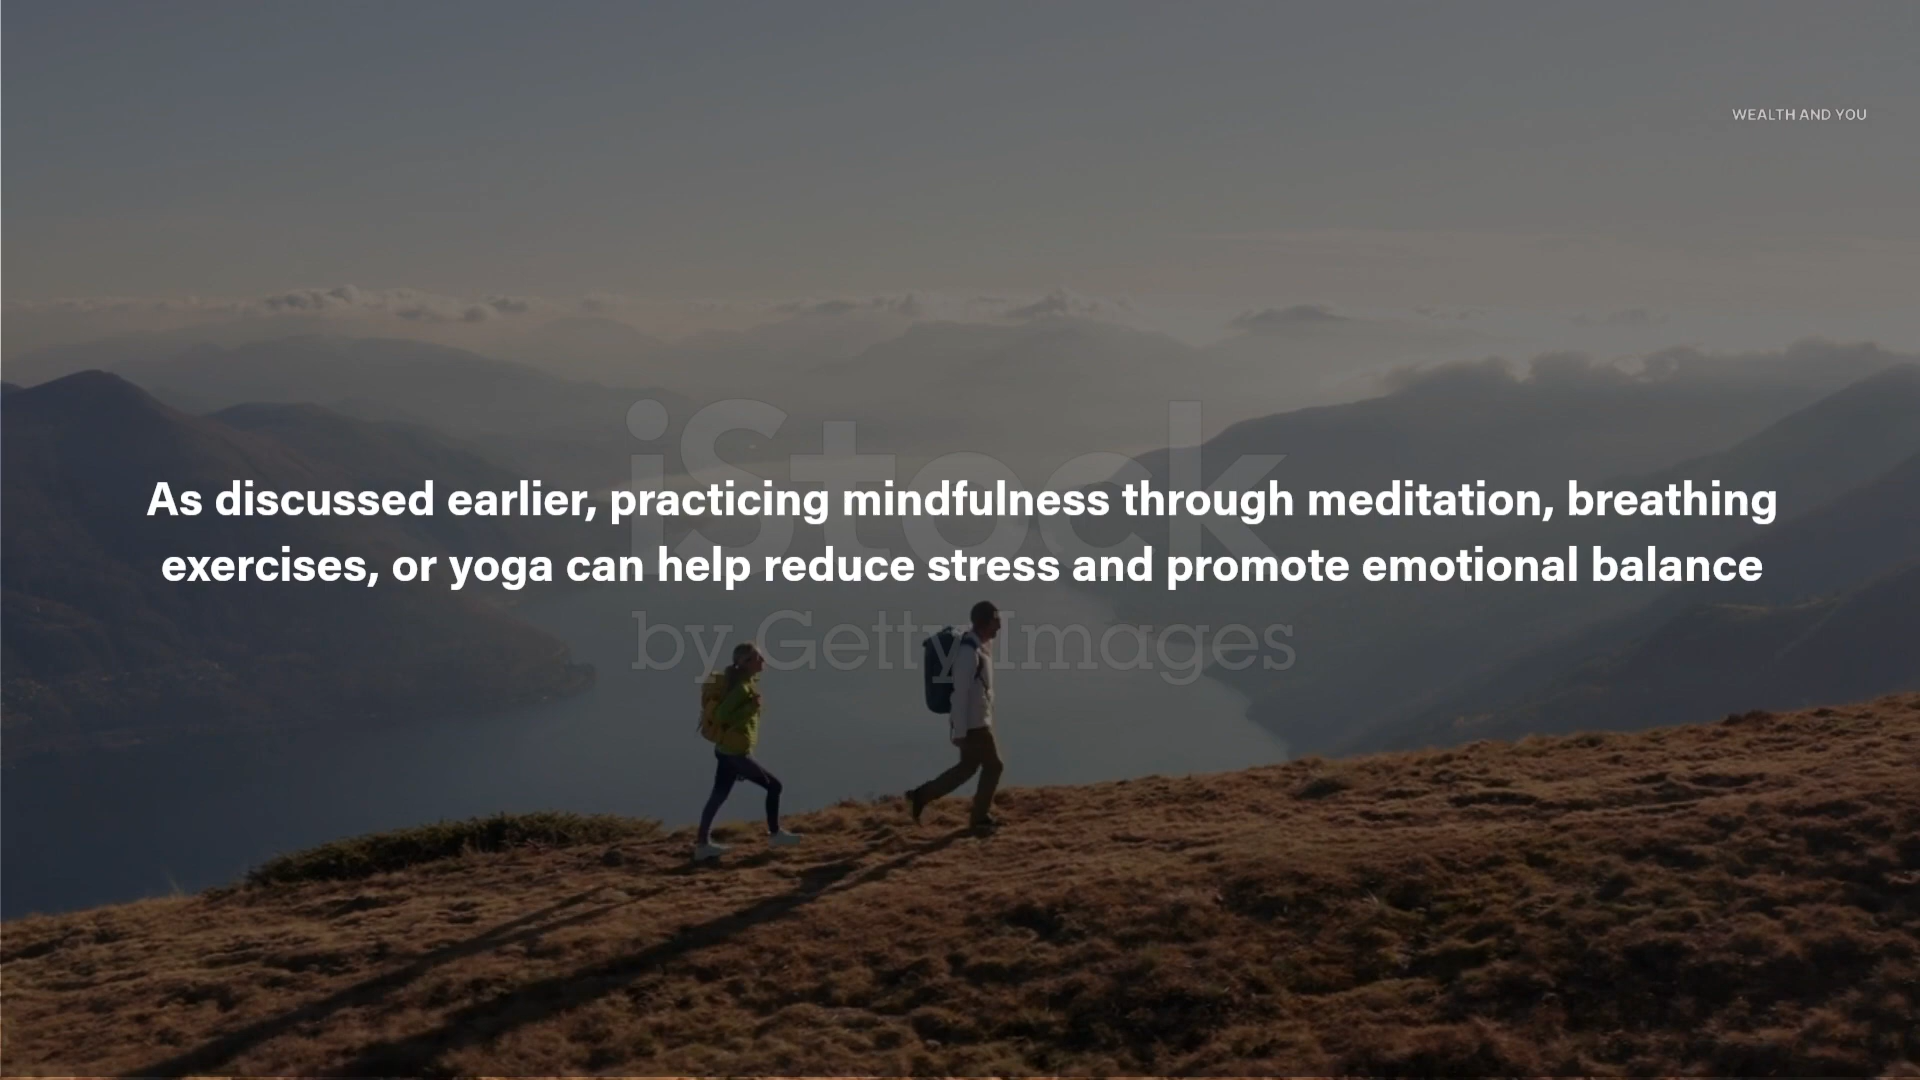 WEALTH AND YOU
iStock
As discussed earlier, practicing mindfulness through meditation, breathing
exercises, or yoga can help reduce stress and promote emotional balance
by Getty Images